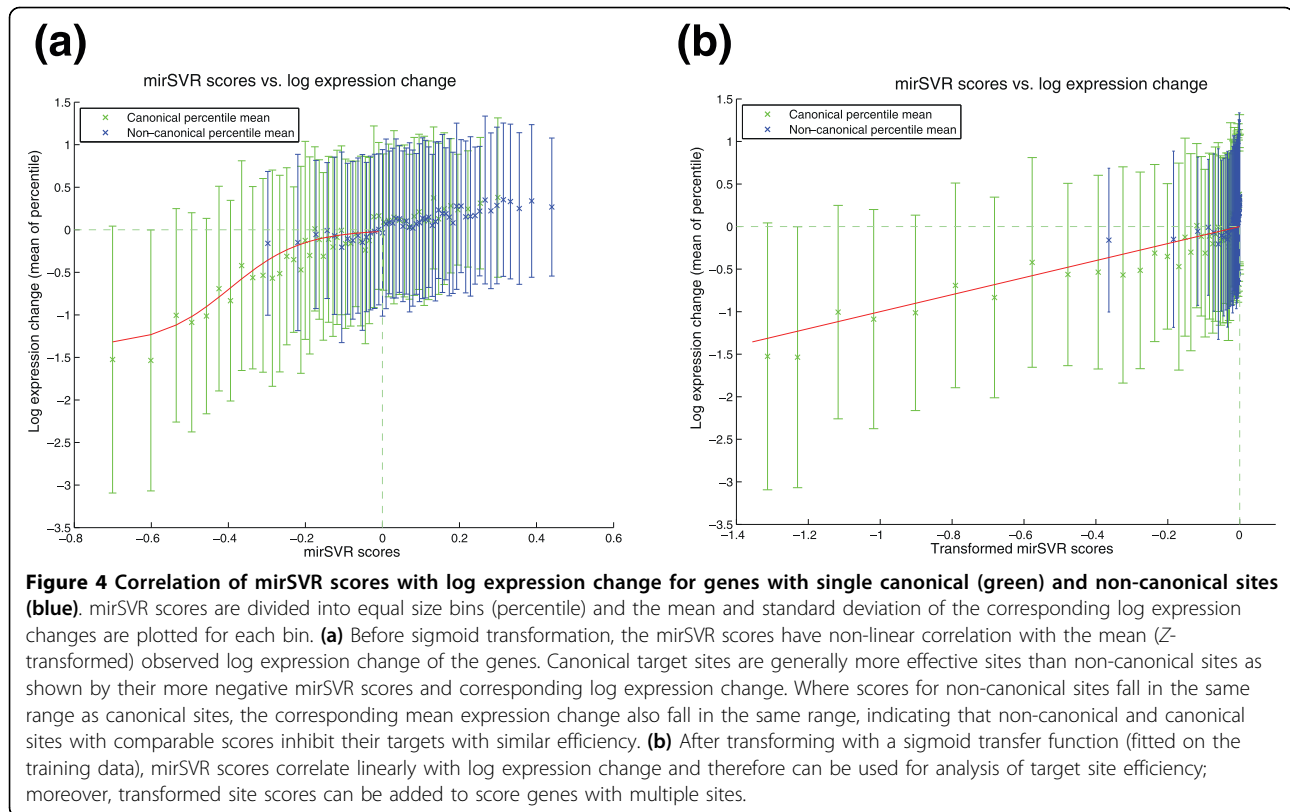 (a)
mirSVR scores vs. log expression change
Canonical percentile mean
Non−canonical percentile mean
Log expression change (mean of percentile)
1.5
1
0.5
0
−0.5
−1
−1.5
−2
−2.5
−3
−3.5
−0.8 −0.6 −0.4 −0.2 0 0.2 0.4 0.6
mirSVR scores
(b)
mirSVR scores vs. log expression change
Canonical percentile mean
Non−canonical percentile mean
Log expression change (mean of percentile)
1.5
1
0.5
0
−0.5
−1
−1.5
−2
−2.5
−3
−3.5
−1.4 −1.2 −1 −0.8 −0.6 −0.4 −0.2 0
Transformed mirSVR scores
Figure 4 Correlation of mirSVR scores with log expression change for genes with single canonical (green) and non-canonical sites
(blue). mirSVR scores are divided into equal size bins (percentile) and the mean and standard deviation of the corresponding log expression
changes are plotted for each bin. (a) Before sigmoid transformation, the mirSVR scores have non-linear correlation with the mean (Z-
transformed) observed log expression change of the genes. Canonical target sites are generally more effective sites than non-canonical sites as
shown by their more negative mirSVR scores and corresponding log expression change. Where scores for non-canonical sites fall in the same
range as canonical sites, the corresponding mean expression change also fall in the same range, indicating that non-canonical and canonical
sites with comparable scores inhibit their targets with similar efficiency. (b) After transforming with a sigmoid transfer function (fitted on the
training data), mirSVR scores correlate linearly with log expression change and therefore can be used for analysis of target site efficiency;
moreover, transformed site scores can be added to score genes with multiple sites.